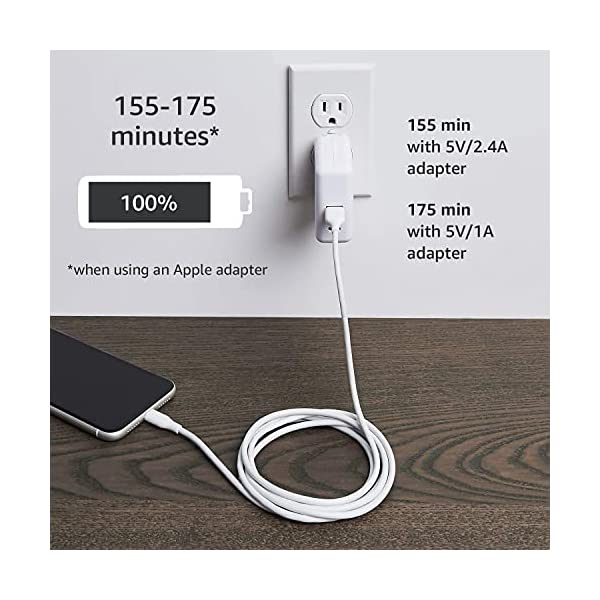 155-175
minutes*
100%
*when using an Apple adapter
155 min
with 5V/2.4A
adapter
175 min
with 5V/1A
adapter